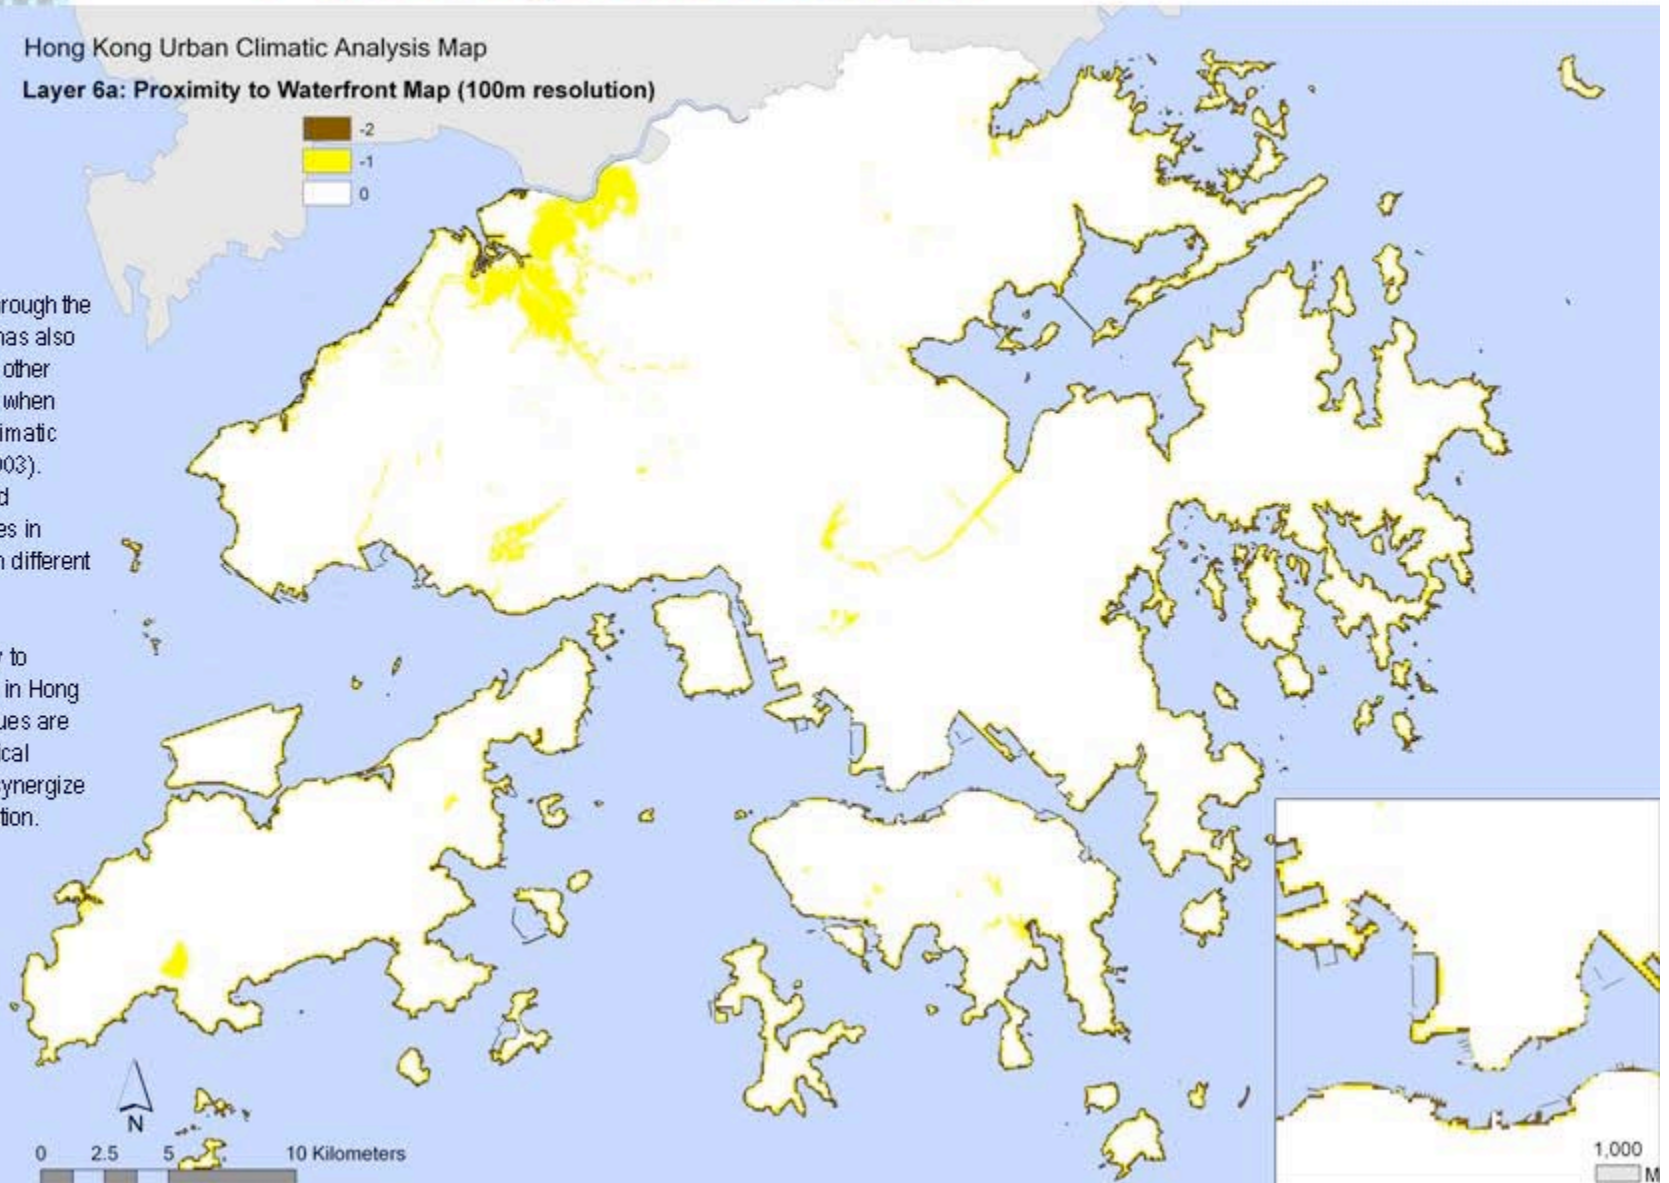 Hong Kong Urban Climatic Analysis Map
Layer 6a: Proximity to Waterfront Map (100m resolution)
-2
-1
0
rough the
has also
other
when
imatic
003).
d
es in
n different
y to
in Hong
ues are
ical
synergize
tion.
N
0 2.5 5 10 Kilometers
1,000
M